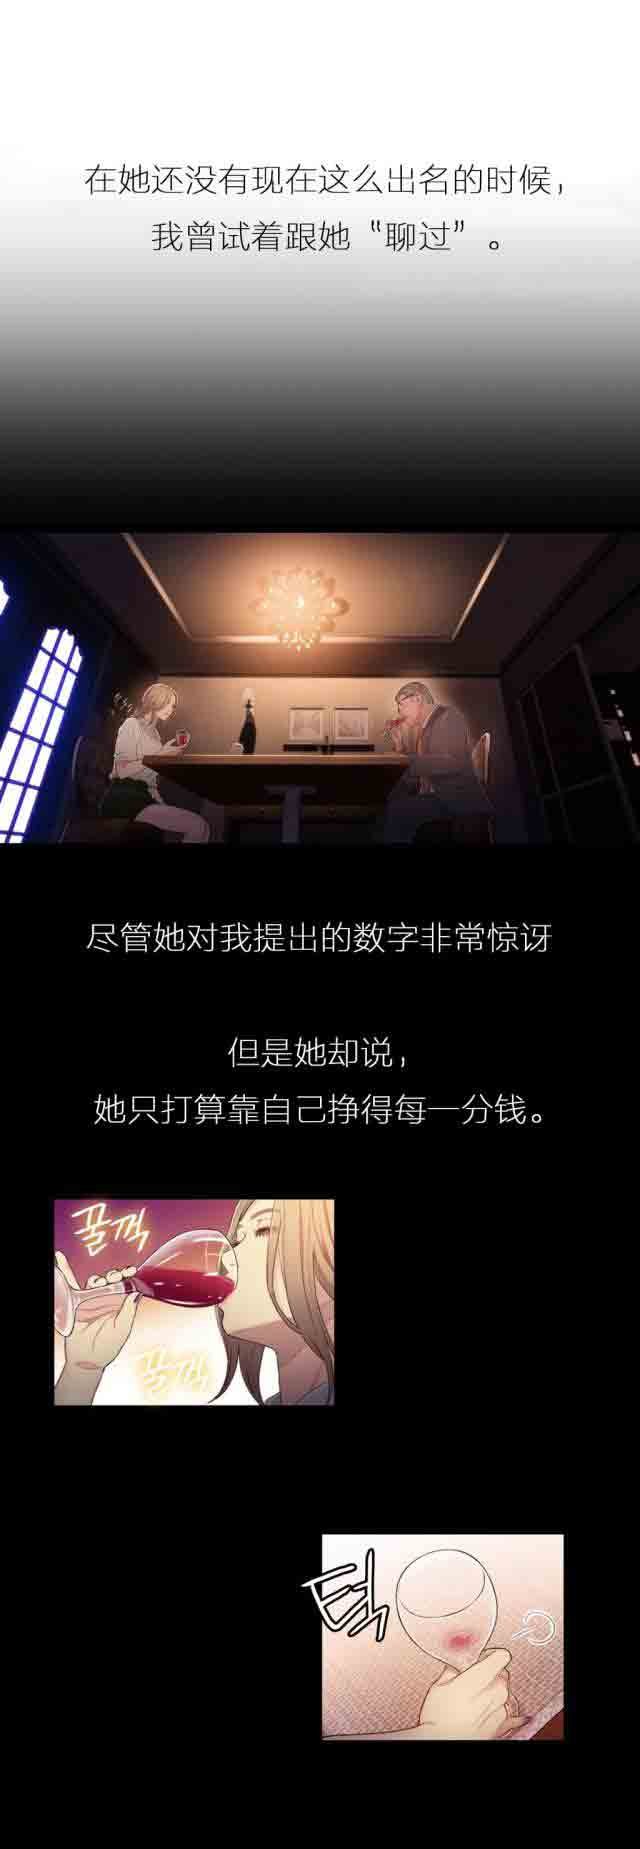 在她还没有现在这么出名的时候，
我曾试着跟她“聊过”。
尽管她对我提出的数字非常惊讶
但是她却说，
她只打算靠自己挣得每一分钱。
꿀꺽
꿀꺽
턱